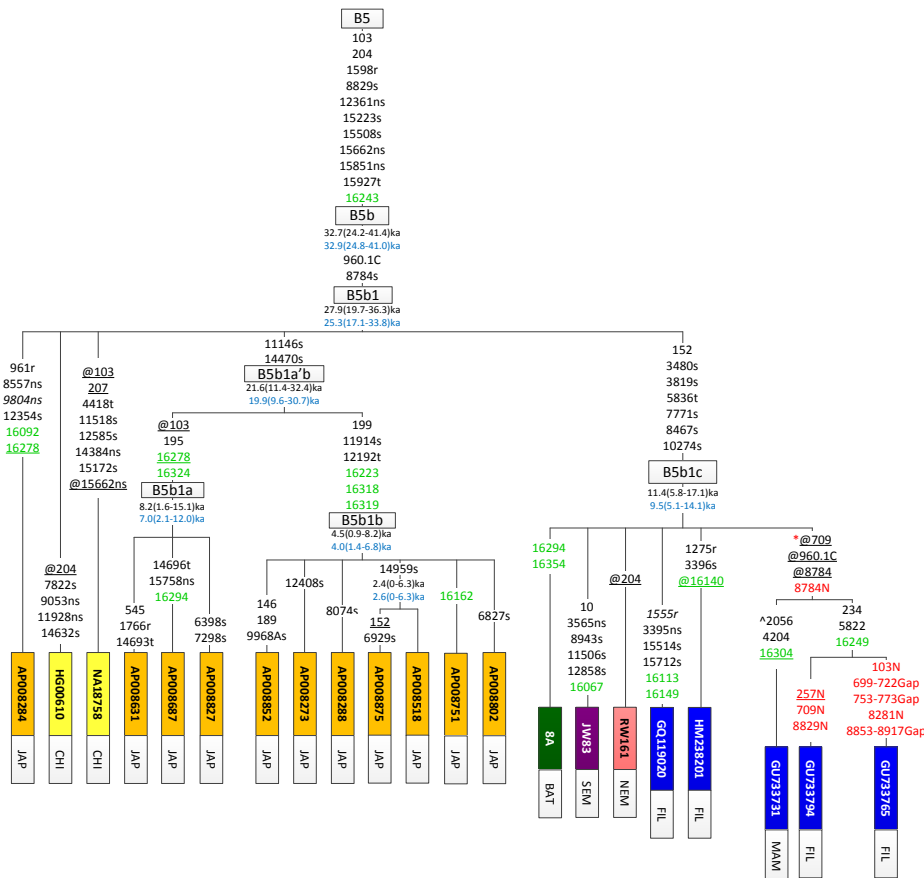 B5
103
204
1598r
8829s
12361ns
15223s
15508s
15662ns
15851ns
15927t
16243
B5b
32.7(24.2-41.4)ka
32.9(24.8-41.0)ka
960.1C
8784s
B5b1
27.9(19.7-36.3)ka
25.3(17.1-33.8)ka
961r
8557ns
9804ns
12354s
16092
16278
AP008284
JAP
@204
7822s
9053ns
11928ns
14632s
HG00610
CHI
@103
207
4418t
11518s
12585s
14384ns
15172s
@15662ns
NA18758
CHI
11146s
14470s
B5b1a'b
21.6(11.4-32.4)ka
19.9(9.6-30.7)ka
@103
195
16278
16324
B5b1a
8.2(1.6-15.1)ka
7.0(2.1-12.0)ka
545
1766r
14693t
AP008631
JAP
14696t
15758ns
16294
AP008687
JAP
6398s
7298s
AP008827
JAP
199
11914s
12192t
16223
16318
16319
B5b1b
4.5(0.9-8.2)ka
4.0(1.4-6.8)ka
146
189
9968As
AP008852
JAP
12408s
AP008273
JAP
8074s
AP008288
JAP
14959s
2.4(0-6.3)ka
2.6(0-6.3)ka
152
6929s
AP008875
JAP
AP008518
JAP
16162
AP008751
JAP
6827s
AP008802
JAP
152
3480s
3819s
5836t
7771s
8467s
10274s
B5b1c
11.4(5.8-17.1)ka
9.5(5.1-14.1)ka
16294
16354
8A
BAT
10
3565ns
8943s
11506s
12858s
16067
JW83
SEM
@204
RW161
NEM
1555r
3395ns
15514s
15712s
16113
16149
GQ119020
FIL
1275r
3396s
@16140
HM238201
FIL
*@709
@960.1C
@8784
8784N
^2056
4204
16304
GU733731
MAM
234
5822
16249
257N
709N
8829N
GU733794
FIL
103N
699-722Gap
753-773Gap
8281N
8853-8917Gap
GU733765
FIL